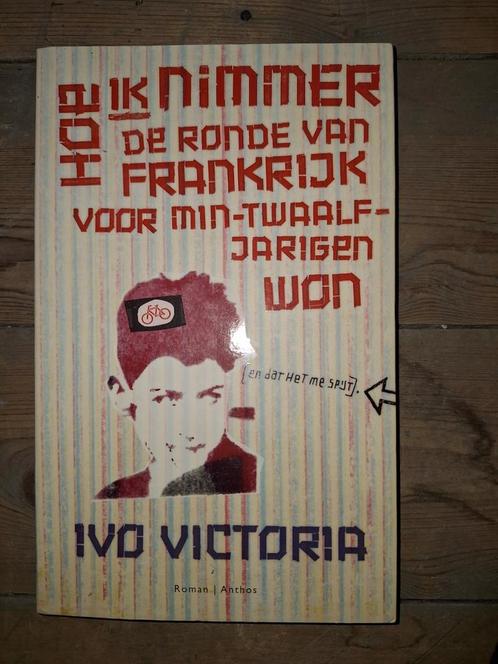 HOE IK NIMMER
DE RONDE VAN
FRANKRIJK
VOOR MIN-TWAALF-
JARIGEN
WON
(en dat HET me SPIJT).
IVO VICTORIA
Roman | Anthos